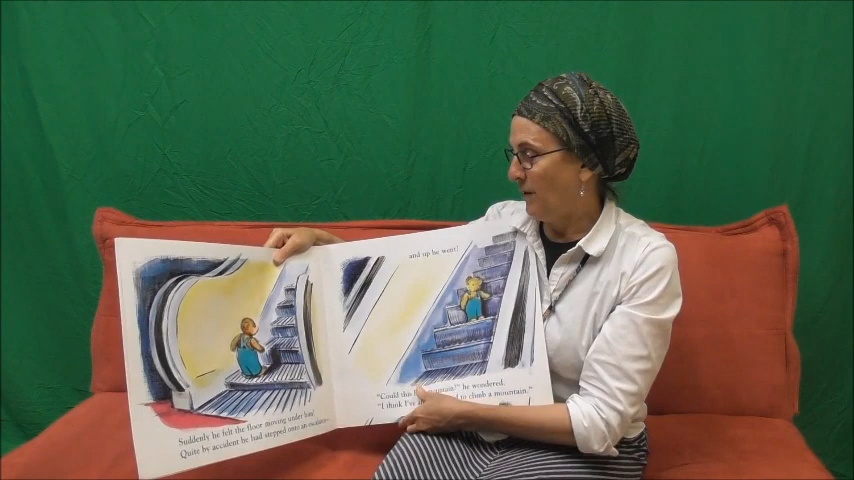 Suddenly he felt the floor moving under him!
Quite by accident he had stepped onto an escalator—
and up he went!
"Could this mountain?" he wondered.
"I think I've to climb a mountain."